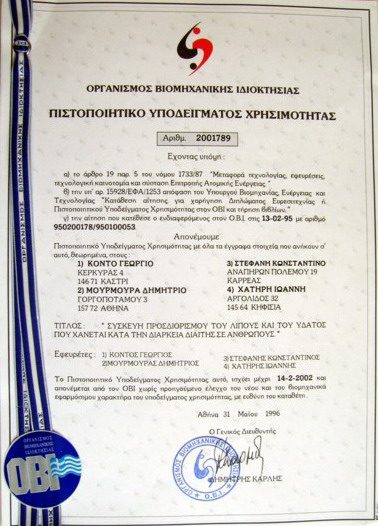 ΟΡΓΑΝΙΣΜΟΣ ΒΙΟΜΗΧΑΝΙΚΗΣ ΙΔΙΟΚΤΗΣΙΑΣ
ΠΙΣΤΟΠΟΙΗΤΙΚΟ ΥΠΟΔΕΙΓΜΑΤΟΣ ΧΡΗΣΙΜΟΤΗΤΑΣ
Αριθμ. 2001789
Έχοντας υπόψη :
α) το άρθρο 19 παρ. 5 του νόμου 1733/87 "Μεταφορά τεχνολογίας, εφευρέσεις,
τεχνολογική καινοτομία και σύσταση Επιτροπής Ατομικής Ενέργειας."
β) την υπ' αρ. 15928/ΕΦΑ/1253 απόφαση του Υπουργού Βιομηχανίας, Ενέργειας και
Τεχνολογίας "Κατάθεση αίτησης για χορήγηση Διπλώματος Ευρεσιτεχνίας ή
Πιστοποιητικού Υποδείγματος Χρησιμότητας στον ΟΒΙ και τήρηση βιβλίων."
γ) την αίτηση που κατέθεσε ο ενδιαφερόμενος στον Ο.Β.Ι. στις 13-02-95 με αριθμό
950200178/950100053
Απονέμουμε
Πιστοποιητικό Υποδείγματος Χρησιμότητας με όλα τα έγγραφα στοιχεία που ανήκουν σ'
αυτό, θεωρημένα, στους :
1) ΚΟΝΤΟ ΓΕΩΡΓΙΟ
ΚΕΡΚΥΡΑΣ 4
146 71 ΚΑΣΤΡΙ
2) ΜΟΥΡΜΟΥΡΑ ΔΗΜΗΤΡΙΟ
ΓΟΡΓΟΠΟΤΑΜΟΥ 3
157 72 ΑΘΗΝΑ
3) ΣΤΕΦΑΝΗ ΚΩΝΣΤΑΝΤΙΝΟ
ΑΝΑΠΗΡΩΝ ΠΟΛΕΜΟΥ 19
ΚΑΡΡΕΑΣ
4) ΧΑΤΗΡΗ ΙΩΑΝΝΗ
ΑΡΓΟΛΙΔΟΣ 32
145 64 ΚΗΦΙΣΙΑ
ΤΙΤΛΟΣ : " ΣΥΣΚΕΥΗ ΠΡΟΣΔΙΟΡΙΣΜΟΥ ΤΟΥ ΛΙΠΟΥΣ ΚΑΙ ΤΟΥ ΥΔΑΤΟΣ
ΠΟΥ ΧΑΝΕΤΑΙ ΚΑΤΑ ΤΗΝ ΔΙΑΡΚΕΙΑ ΔΙΑΙΤΗΣ ΣΕ ΑΝΘΡΩΠΟΥΣ."
Εφευρέτες : 1) ΚΟΝΤΟΣ ΓΕΩΡΓΙΟΣ
2)ΜΟΥΡΜΟΥΡΑΣ ΔΗΜΗΤΡΙΟΣ
3)ΣΤΕΦΑΝΗΣ ΚΩΝΣΤΑΝΤΙΝΟΣ
4) ΧΑΤΗΡΗΣ ΙΩΑΝΝΗΣ
Το Πιστοποιητικό Υποδείγματος Χρησιμότητας αυτό, ισχύει μέχρι 14-2-2002 και
απονέμεται από τον ΟΒΙ χωρίς προηγούμενο έλεγχο του νέου και του βιομηχανικά
εφαρμόσιμου χαρακτήρα του υποδείγματος χρησιμότητας, με ευθύνη του καταθέτη.
Αθήνα 31 Μαΐου 1996
Ο Γενικός Διευθυντής
ΔΗΜΗΤΡΗΣ ΚΑΡΛΗΣ
ΟΡΓΑΝΙΣΜΟΣ
ΒΙΟΜΗΧΑΝΙΚΗΣ
ΙΔΙΟΚΤΗΣΙΑΣ
ΟΒΙ